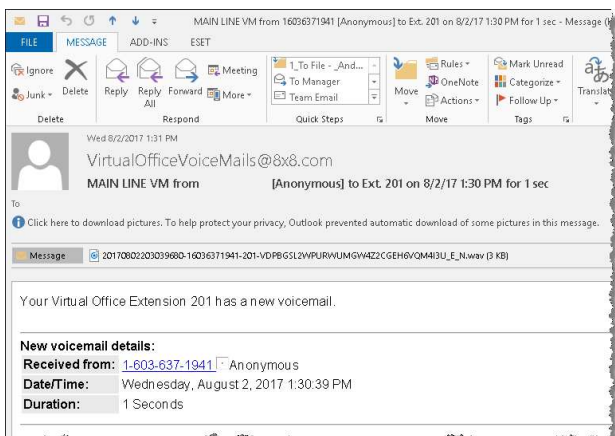 MAIN LINE VM from 16036371941 [Anonymous] to Ext. 201 on 8/2/17 1:30 PM for 1 sec - Message (
FILE MESSAGE ADD-INS ESET
Ignore
Junk
Delete
Reply
Reply All
Forward
Meeting
More
1_To File - _And...
To Manager
Team Email
Move
Rules
OneNote
Actions
Mark Unread
Categorize
Follow Up
Translat
Delete Respond Quick Steps Move Tags
Wed 8/2/2017 1:31 PM
VirtualOfficeVoiceMails@8x8.com
MAIN LINE VM from [Anonymous] to Ext. 201 on 8/2/17 1:30 PM for 1 sec
To
Click here to download pictures. To help protect your privacy, Outlook prevented automatic download of some pictures in this message.
Message 20170802203039680-16036371941-201-VDPBGSL2WPURWUMGW4Z2CGEH6VQM4I3U_E_N.wav (3 KB)
Your Virtual Office Extension 201 has a new voicemail.
New voicemail details:
Received from: 1-603-637-1941 Anonymous
Date/Time: Wednesday, August 2, 2017 1:30:39 PM
Duration: 1 Seconds